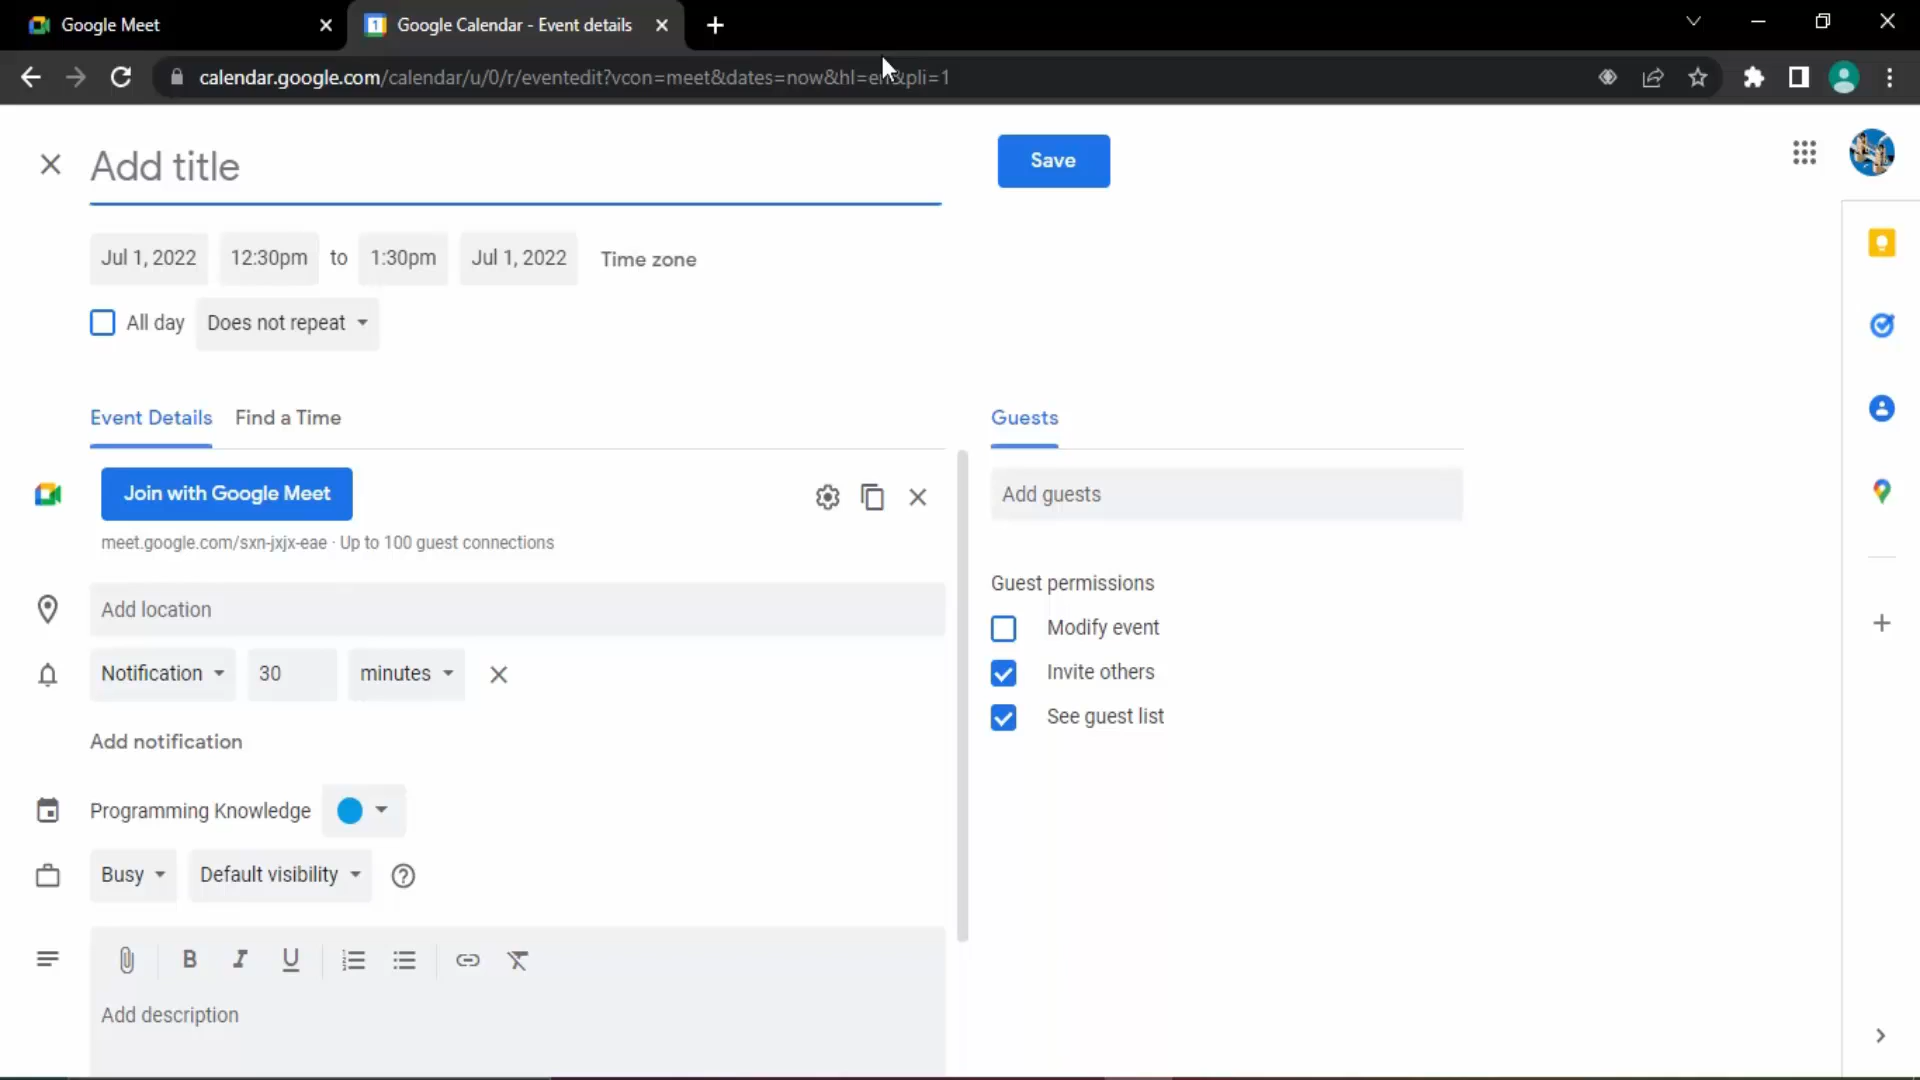 Google Meet
Google Calendar - Event details
calendar.google.com/calendar/u/0/r/eventedit?vcon=meet&dates=now&hl=en&pli=1
Add title
Save
Jul 1, 2022 12:30pm to 1:30pm Jul 1, 2022 Time zone
All day Does not repeat
Event Details Find a Time
Guests
Join with Google Meet
meet.google.com/sxn-jxjx-eae · Up to 100 guest connections
Add guests
Guest permissions
Modify event
Invite others
See guest list
Add location
Notification 30 minutes
Add notification
Programming Knowledge
Busy Default visibility
B I U
Add description